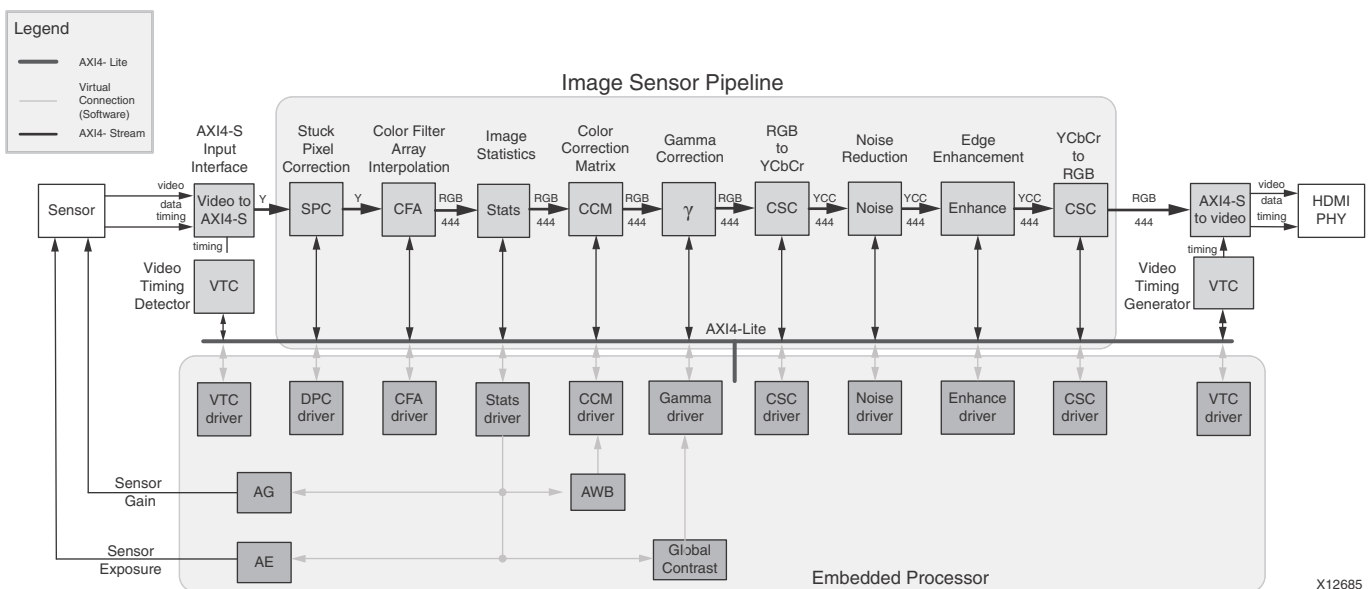 Legend
AXI4- Lite
Virtual
Connection
(Software)
AXI4- Stream
Image Sensor Pipeline
AXI4-S
Input
Interface
Stuck
Pixel
Correction
Color Filter
Array
Interpolation
Image
Statistics
Color
Correction
Matrix
Gamma
Correction
RGB
to
YCbCr
Noise
Reduction
Edge
Enhancement
YCbCr
to
RGB
Sensor
video
data
timing
Video to
AXI4-S
Y
SPC
Y
CFA
RGB
444
Stats
RGB
444
CCM
RGB
444
γ
RGB
444
CSC
YCC
444
Noise
YCC
444
Enhance
YCC
444
CSC
RGB
444
AXI4-S
to video
video
data
timing
HDMI
PHY
timing
Video
Timing
Detector
VTC
timing
Video
Timing
Generator
VTC
AXI4-Lite
VTC
driver
DPC
driver
CFA
driver
Stats
driver
CCM
driver
Gamma
driver
CSC
driver
Noise
driver
Enhance
driver
CSC
driver
VTC
driver
Sensor
Gain
AG
AWB
Sensor
Exposure
AE
Global
Contrast
Embedded Processor
X12685